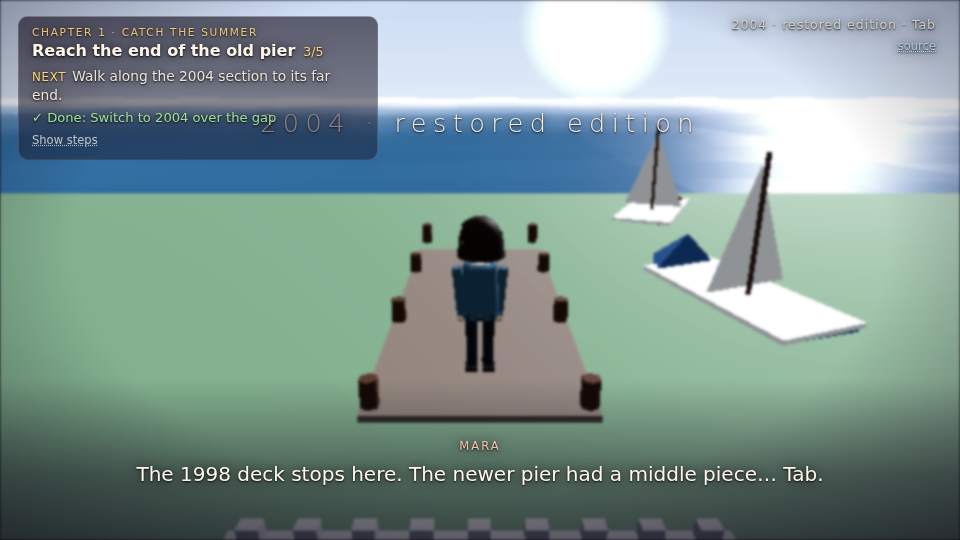 CHAPTER 1 · CATCH THE SUMMER
Reach the end of the old pier 3/5
NEXT Walk along the 2004 section to its far
end.
✓ Done: Switch to 2004 over the gap
Show steps
2004 · restored edition · Tab
source
2004 · restored edition
MARA
The 1998 deck stops here. The newer pier had a middle piece… Tab.